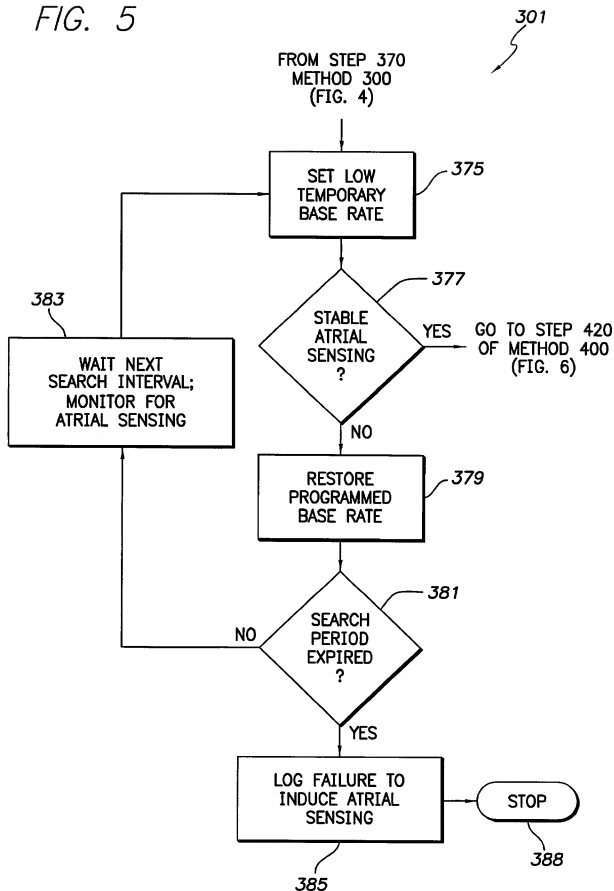 FIG. 5
301
FROM STEP 370
METHOD 300
(FIG. 4)
SET LOW
TEMPORARY
BASE RATE
375
377
STABLE
ATRIAL
SENSING
?
YES
GO TO STEP 420
OF METHOD 400
(FIG. 6)
383
WAIT NEXT
SEARCH INTERVAL;
MONITOR FOR
ATRIAL SENSING
NO
RESTORE
PROGRAMMED
BASE RATE
379
381
SEARCH
PERIOD
EXPIRED
?
NO
YES
LOG FAILURE TO
INDUCE ATRIAL
SENSING
385
STOP
388